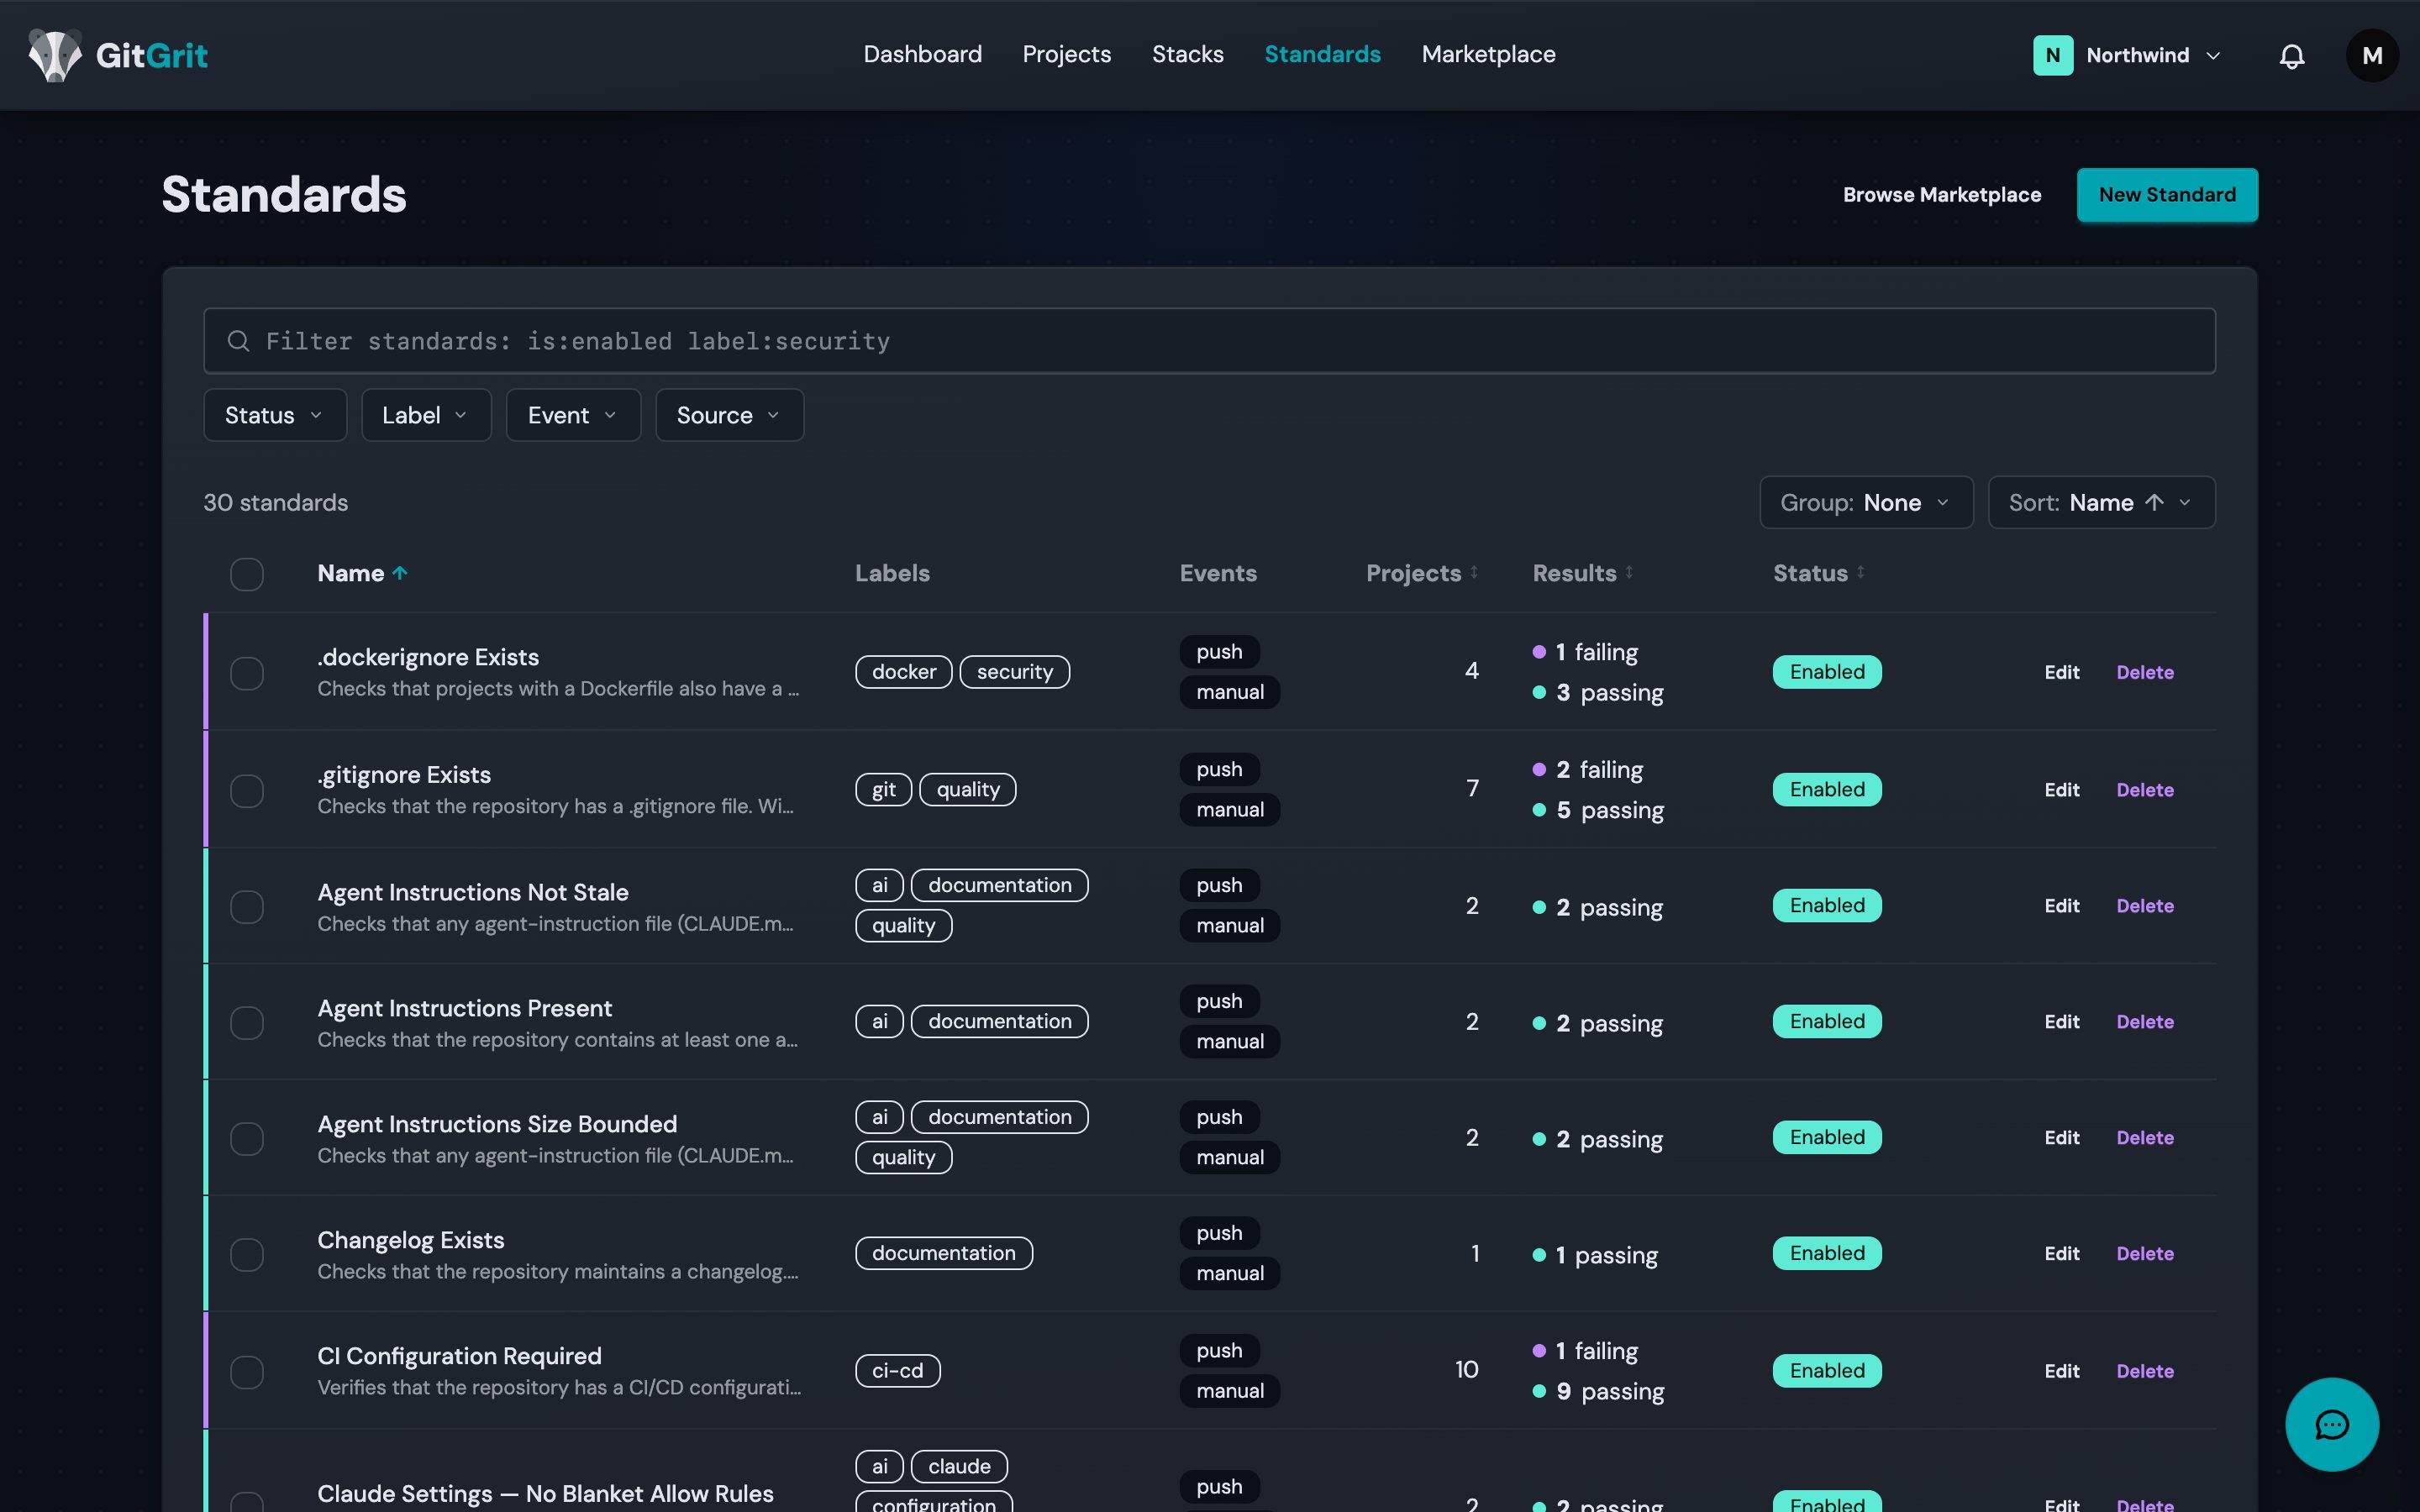 GitGrit
Dashboard Projects Stacks Standards Marketplace
N Northwind
M
Standards
Browse Marketplace New Standard
Filter standards: is:enabled label:security
Status Label Event Source
30 standards
Group: None Sort: Name ↑
Name ↑ Labels Events Projects Results Status
.dockerignore Exists
Checks that projects with a Dockerfile also have a ...
docker security
push
manual
4
1 failing
3 passing
Enabled
Edit Delete
.gitignore Exists
Checks that the repository has a .gitignore file. Wi...
git quality
push
manual
7
2 failing
5 passing
Enabled
Edit Delete
Agent Instructions Not Stale
Checks that any agent-instruction file (CLAUDE.m...
ai documentation
quality
push
manual
2
2 passing
Enabled
Edit Delete
Agent Instructions Present
Checks that the repository contains at least one a...
ai documentation
push
manual
2
2 passing
Enabled
Edit Delete
Agent Instructions Size Bounded
Checks that any agent-instruction file (CLAUDE.m...
ai documentation
quality
push
manual
2
2 passing
Enabled
Edit Delete
Changelog Exists
Checks that the repository maintains a changelog....
documentation
push
manual
1
1 passing
Enabled
Edit Delete
CI Configuration Required
Verifies that the repository has a CI/CD configurati...
ci-cd
push
manual
10
1 failing
9 passing
Enabled
Edit Delete
Claude Settings — No Blanket Allow Rules
ai claude
configuration
push
2
2 passing
Enabled
Edit Delete